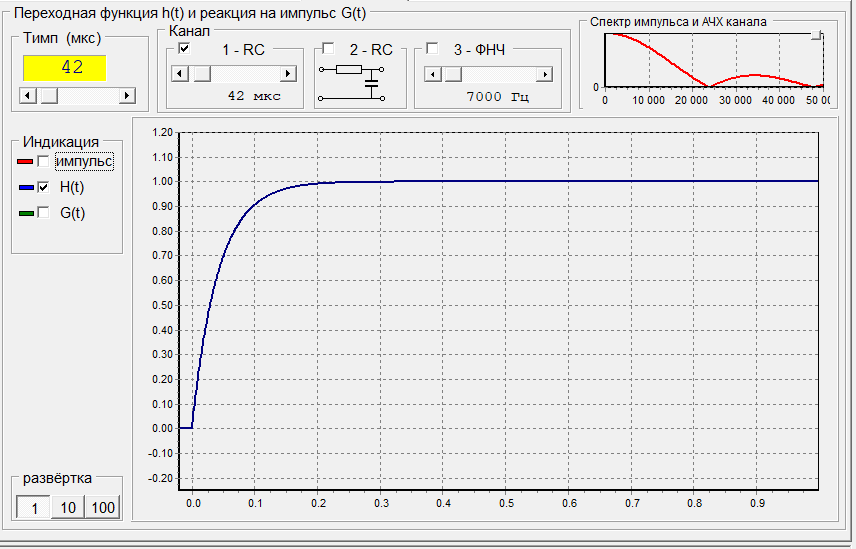 Переходная функция h(t) и реакция на импульс G(t)
Тимп (мкс)
42
Канал
1 - RC
42 мкс
2 - RC
3 - ФНЧ
7000 Гц
Спектр импульса и АЧХ канала
0
0 10 000 20 000 30 000 40 000 50 00
Индикация
импульс
H(t)
G(t)
развёртка
1 10 100
1.20
1.10
1.00
0.90
0.80
0.70
0.60
0.50
0.40
0.30
0.20
0.10
0.00
-0.10
-0.20
0.0 0.1 0.2 0.3 0.4 0.5 0.6 0.7 0.8 0.9